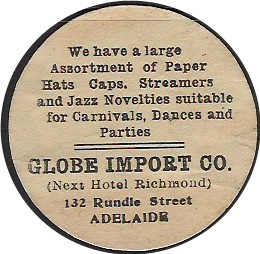 We have a large
Assortment of Paper
Hats Caps, Streamers
and Jazz Novelties suitable
for Carnivals, Dances and
Parties
GLOBE IMPORT CO.
(Next Hotel Richmond)
132 Rundle Street
ADELAIDE